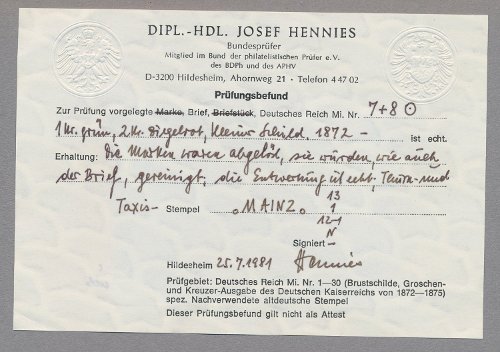 DIPL.-HDL. JOSEF HENNIES
Bundesprüfer
Mitglied im Bund der philatelistischen Prüfer e.V.
des BDPh und des APHV
D-3200 Hildesheim, Ahornweg 21 • Telefon 4 47 02
Prüfungsbefund
Zur Prüfung vorgelegte Marke, Brief, Briefstück, Deutsches Reich Mi. Nr. 7+8
1 Kr. grün, 2 Kr. ziegelrot, kleiner Schild, 1872 – ist echt.
Erhaltung: Die Marken waren abgelöst, sie wurden, wie auch
der Brief, gereinigt, die Entwertung ist echt, Thurn- und
Taxis- Stempel „MAINZ" 13
1
12-1
N
Signiert –
Hildesheim 25.7.1981 Hennies
Prüfgebiet: Deutsches Reich Mi. Nr. 1—30 (Brustschilde, Groschen-
und Kreuzer-Ausgabe des Deutschen Kaiserreichs von 1872—1875)
spez. Nachverwendete altdeutsche Stempel
Dieser Prüfungsbefund gilt nicht als Attest